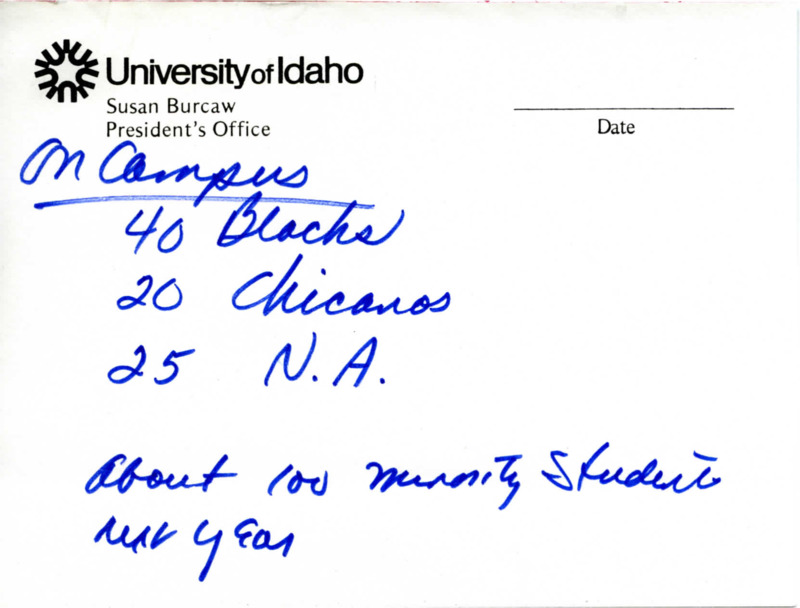 University of Idaho
Susan Burcaw
President's Office
Date
On Campus
40 Blacks
20 Chicanos
25 N.A.
About 100 minority Students
next year